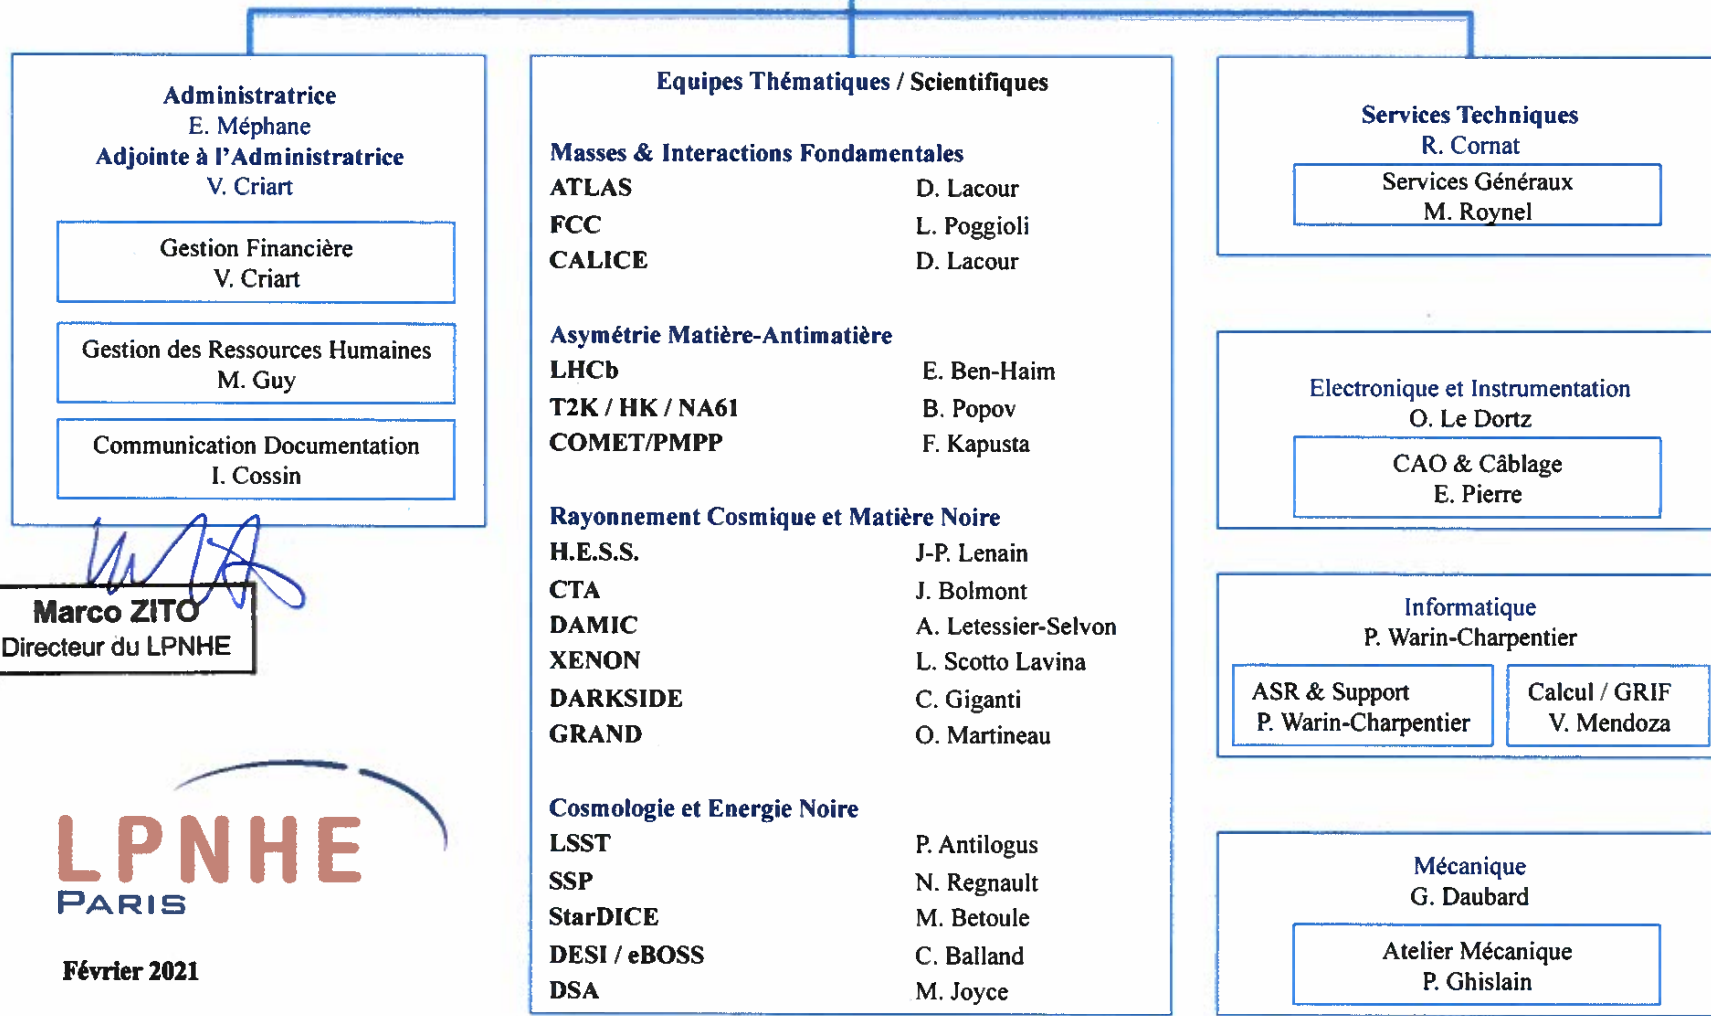 Administratrice
E. Méphane
Adjointe à l'Administratrice
V. Criart
Gestion Financière
V. Criart
Gestion des Ressources Humaines
M. Guy
Communication Documentation
I. Cossin
Marco ZITO
Directeur du LPNHE
LPNHE
PARIS
Février 2021
Equipes Thématiques / Scientifiques
Masses & Interactions Fondamentales
ATLAS D. Lacour
FCC L. Poggioli
CALICE D. Lacour
Asymétrie Matière-Antimatière
LHCb E. Ben-Haim
T2K / HK / NA61 B. Popov
COMET/PMPP F. Kapusta
Rayonnement Cosmique et Matière Noire
H.E.S.S. J-P. Lenain
CTA J. Bolmont
DAMIC A. Letessier-Selvon
XENON L. Scotto Lavina
DARKSIDE C. Giganti
GRAND O. Martineau
Cosmologie et Energie Noire
LSST P. Antilogus
SSP N. Regnault
StarDICE M. Betoule
DESI / eBOSS C. Balland
DSA M. Joyce
Services Techniques
R. Cornat
Services Généraux
M. Roynel
Electronique et Instrumentation
O. Le Dortz
CAO & Câblage
E. Pierre
Informatique
P. Warin-Charpentier
ASR & Support
P. Warin-Charpentier
Calcul / GRIF
V. Mendoza
Mécanique
G. Daubard
Atelier Mécanique
P. Ghislain